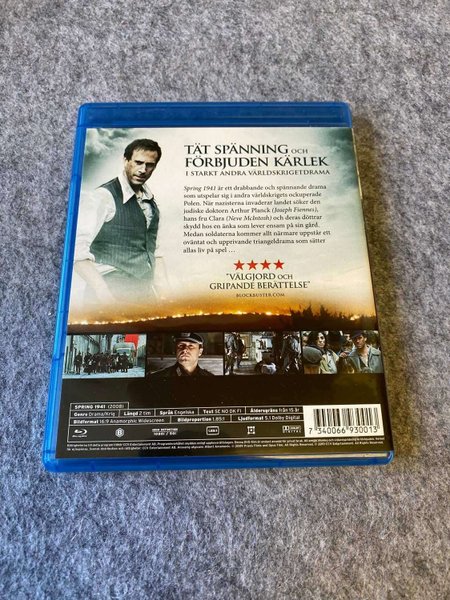 TÄT SPÄNNING OCH
FÖRBJUDEN KÄRLEK
I STARKT ANDRA VÄRLDSKRIGETDRAMA
Spring 1941 är ett drabbande och spännande drama
som utspelar sig i andra världskrigets ockuperade
Polen. När nazisterna invaderar landet söker den
judiske doktorn Arthur Planck (Joseph Fiennes),
hans fru Clara (Neve McIntosh) och deras döttrar
skydd hos en änka som lever ensam på sin gård.
Medan soldaterna kommer allt närmare uppstår ett
oväntat och upprivande triangeldrama som sätter
allas liv på spel ...
★★★★
"VÄLGJORD OCH
GRIPANDE BERÄTTELSE"
BLOCKBUSTER.COM
SPRING 1941 (2008)
Genre Drama/Krig Längd 2 tim Språk Engelska Text SE NO DK FI Åldersgräns Från 15 år
Bildformat 16:9 Anamorphic Widescreen Bildproportion 1.85:1 Ljudformat 5.1 Dolby Digital
7 340066 930013